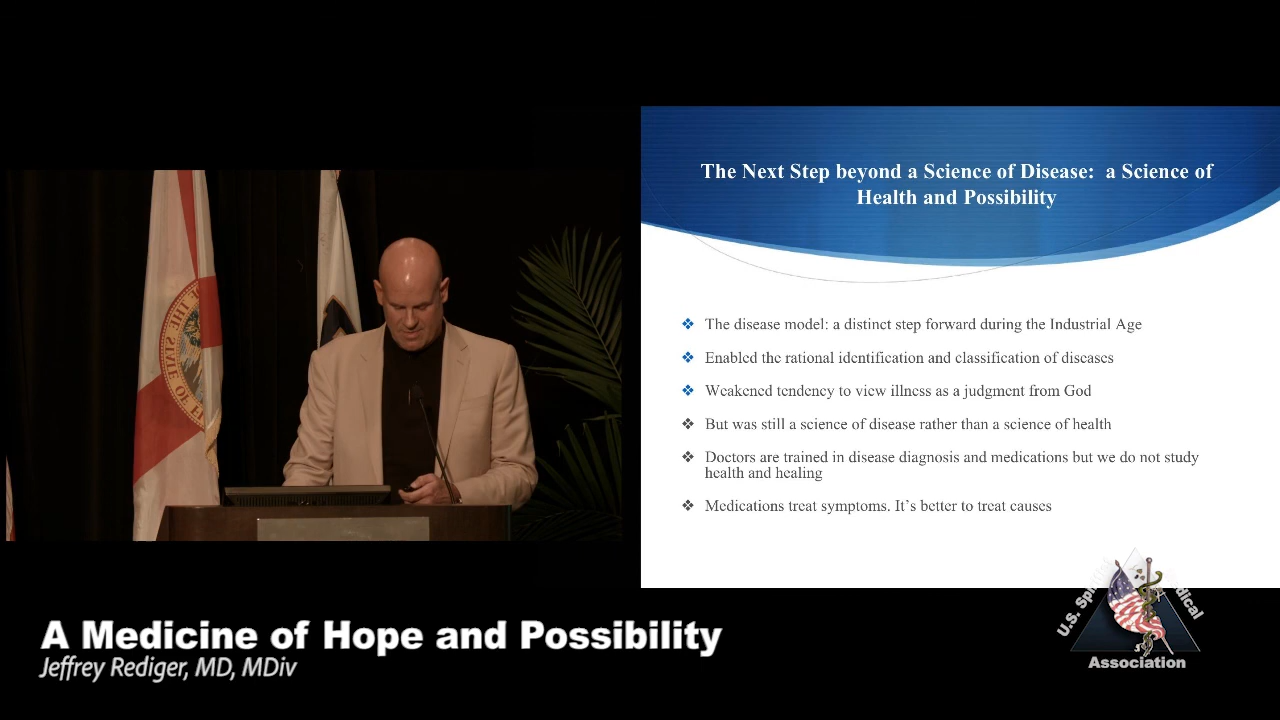 The Next Step beyond a Science of Disease:  a Science of
Health and Possibility
❖ The disease model: a distinct step forward during the Industrial Age
❖ Enabled the rational identification and classification of diseases
❖ Weakened tendency to view illness as a judgment from God
❖ But was still a science of disease rather than a science of health
❖ Doctors are trained in disease diagnosis and medications but we do not study
health and healing
❖ Medications treat symptoms. It’s better to treat causes
A Medicine of Hope and Possibility
Jeffrey Rediger, MD, MDiv
U.S.
Association